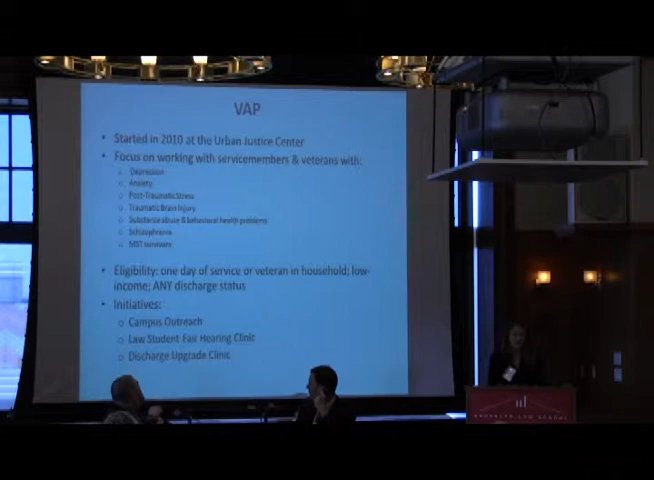 VAP
• Started in 2010 at the Urban Justice Center
• Focus on working with servicemembers & veterans with:
o Depression
o Anxiety
o Post-Traumatic Stress
o Traumatic Brain Injury
o Substance abuse & behavioral health problems
o Schizophrenia
o MST survivors
• Eligibility: one day of service or veteran in household; low-
income; ANY discharge status
• Initiatives:
o Campus Outreach
o Law Student Fair Hearing Clinic
o Discharge Upgrade Clinic
BROOKLYN LAW SCHOOL